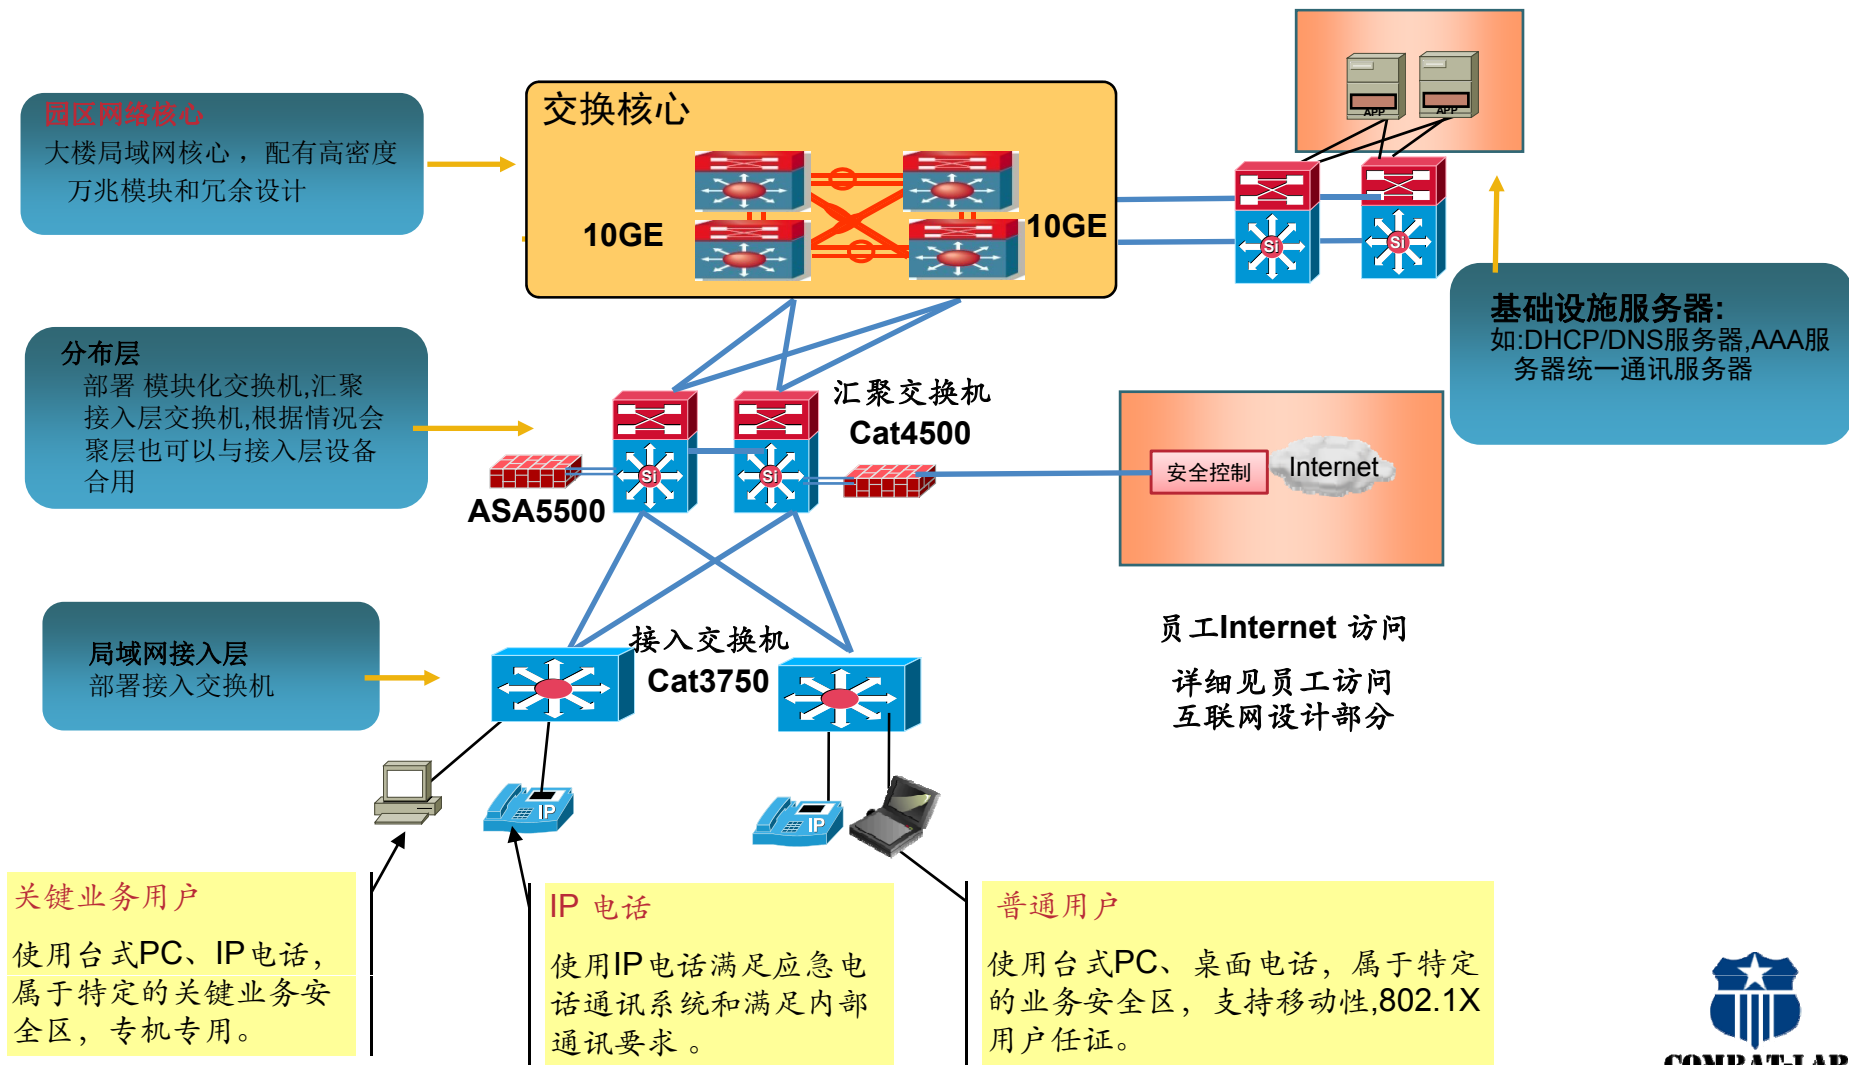 园区网络核心
大楼局域网核心 ，配有高密度
万兆模块和冗余设计
交换核心
10GE
10GE
APP
APP
Si
Si
基础设施服务器:
如:DHCP/DNS服务器,AAA服
务器统一通讯服务器
分布层
部署 模块化交换机,汇聚
接入层交换机,根据情况会
聚层也可以与接入层设备
合用
汇聚交换机
Cat4500
Si
Si
ASA5500
安全控制
Internet
局域网接入层
部署接入交换机
接入交换机
Cat3750
员工Internet 访问
详细见员工访问
互联网设计部分
IP
IP
关键业务用户
使用台式PC、IP电话，
属于特定的关键业务安
全区，专机专用。
IP 电话
使用IP电话满足应急电
话通讯系统和满足内部
通讯要求 。
普通用户
使用台式PC、桌面电话，属于特定
的业务安全区，支持移动性,802.1X
用户任证。
COMBAT-LAB